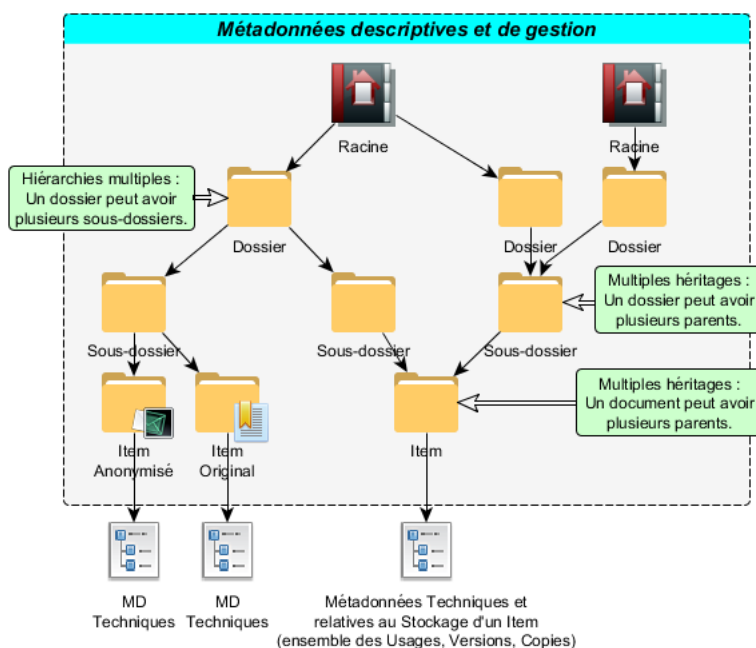 Métadonnées descriptives et de gestion
Racine
Racine
Hiérarchies multiples :
Un dossier peut avoir
plusieurs sous-dossiers.
Dossier
Dossier
Dossier
Multiples héritages :
Un dossier peut avoir
plusieurs parents.
Sous-dossier
Sous-dossier
Sous-dossier
Multiples héritages :
Un document peut avoir
plusieurs parents.
Item
Anonymisé
Item
Original
Item
MD
Techniques
MD
Techniques
Métadonnées Techniques et
relatives au Stockage d'un Item
(ensemble des Usages, Versions, Copies)